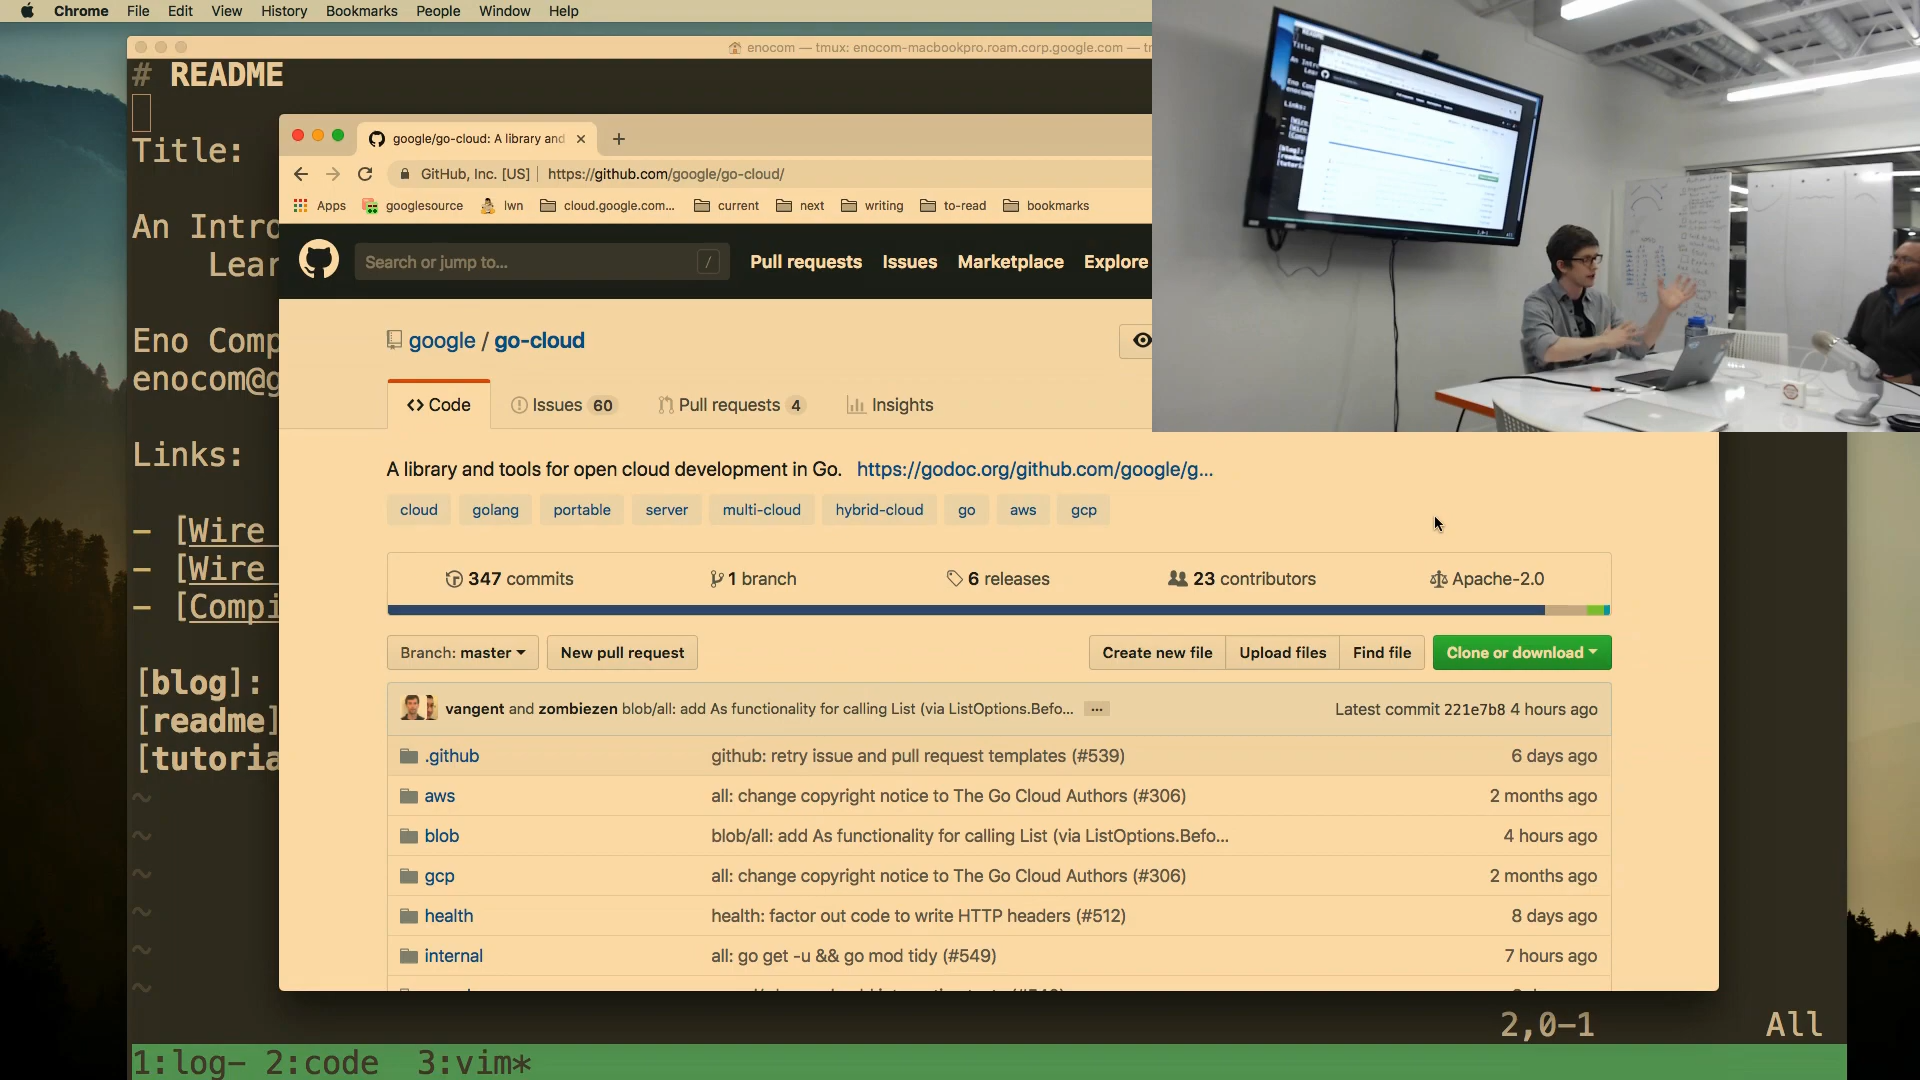 Chrome File Edit View History Bookmarks People Window Help
enocom — tmux: enocom-macbookpro.roam.corp.google.com —
# README
Title:
An Intro
Lear
Eno Comp
enocom@g
Links:
- [Wire
- [Wire
- [Compi
[blog]:
[readme]
[tutoria
google/go-cloud: A library and
GitHub, Inc. [US] https://github.com/google/go-cloud/
Apps googlesource lwn cloud.google.com... current next writing to-read bookmarks
Search or jump to... /
Pull requests Issues Marketplace Explore
google / go-cloud
Code Issues 60 Pull requests 4 Insights
A library and tools for open cloud development in Go. https://godoc.org/github.com/google/g...
cloud golang portable server multi-cloud hybrid-cloud go aws gcp
347 commits 1 branch 6 releases 23 contributors Apache-2.0
Branch: master New pull request Create new file Upload files Find file Clone or download
vangent and zombiezen blob/all: add As functionality for calling List (via ListOptions.Befo... ... Latest commit 221e7b8 4 hours ago
.github github: retry issue and pull request templates (#539) 6 days ago
aws all: change copyright notice to The Go Cloud Authors (#306) 2 months ago
blob blob/all: add As functionality for calling List (via ListOptions.Befo... 4 hours ago
gcp all: change copyright notice to The Go Cloud Authors (#306) 2 months ago
health health: factor out code to write HTTP headers (#512) 8 days ago
internal all: go get -u && go mod tidy (#549) 7 hours ago
2,0-1 All
1:log- 2:code 3:vim*